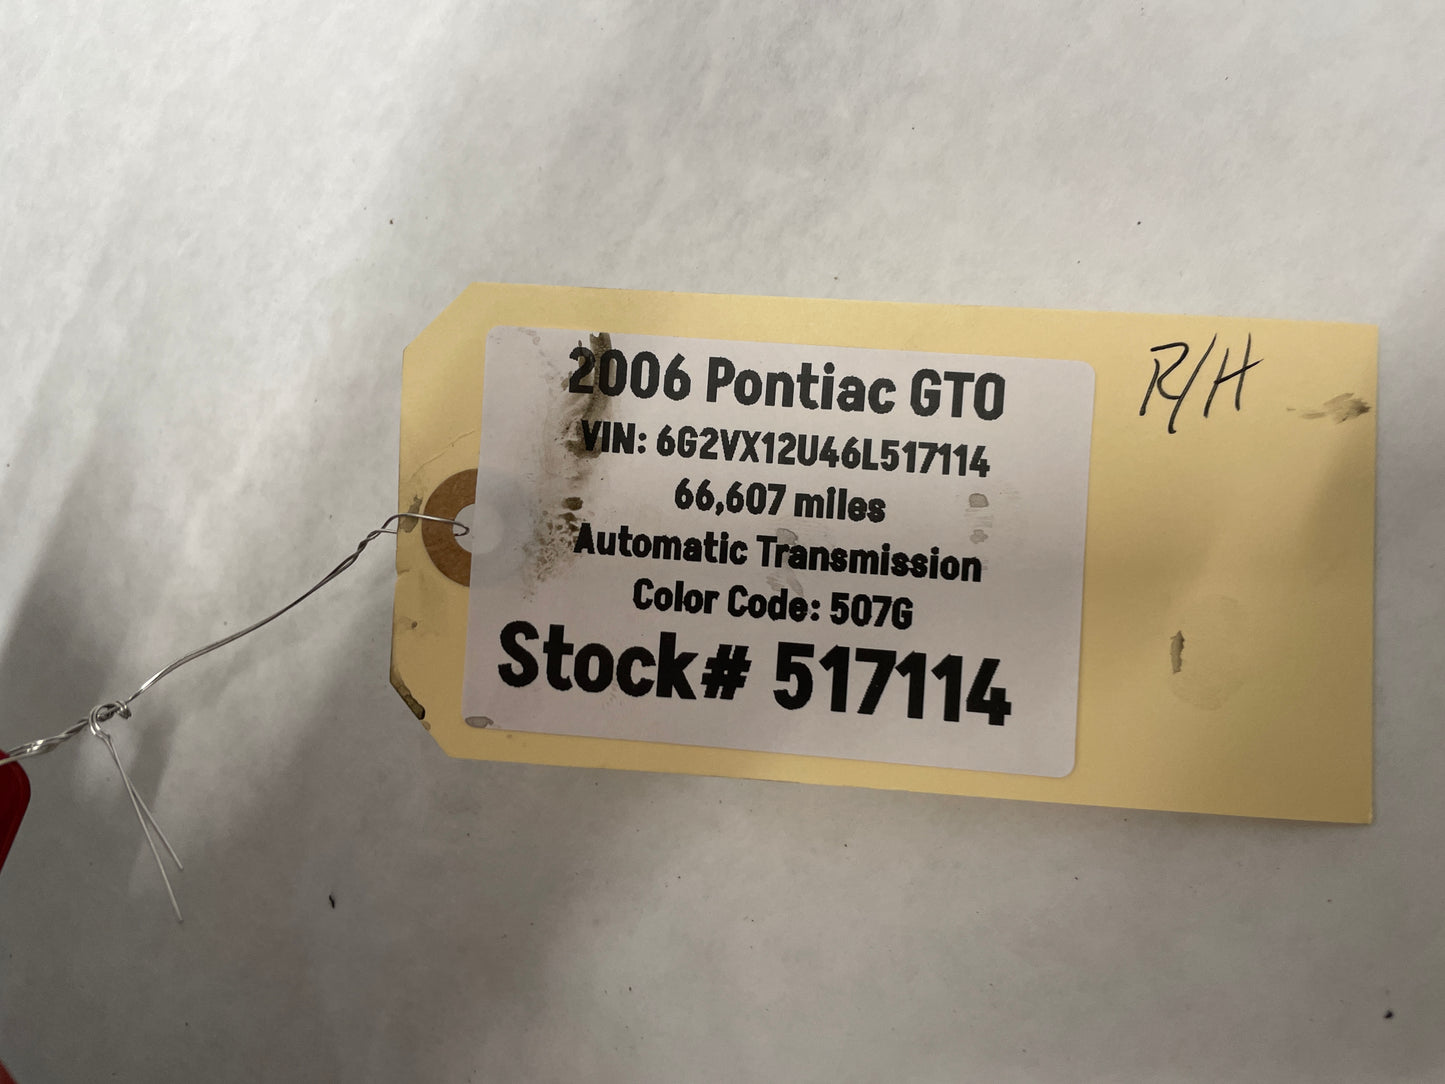 2006 Pontiac GTO
VIN: 6G2VX12U46L517114
66,607 miles
Automatic Transmission
Color Code: 507G
Stock# 517114
R/H